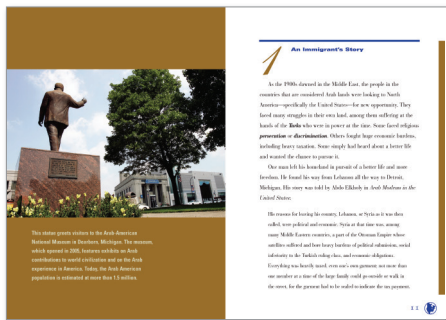 This statue greets visitors to the Arab American
National Museum in Dearborn, Michigan. The museum,
which opened in 2005, features exhibits on Arab
contributions to world civilization and on the Arab
experience in America. Today, the Arab American
population is estimated at more than 1.5 million.
1
An Immigrant's Story
As the 1900s dawned in the Middle East, the people in the
countries that are considered Arab lands were looking to North
America—specifically the United States—for new opportunity. They
faced many struggles in their own land, among them suffering at the
hands of the Turks who were in power at the time. Some faced religious
persecution or discrimination. Others fought huge economic burdens,
including heavy taxation. Some simply had heard about a better life
and wanted the chance to pursue it.
One man left his homeland in pursuit of a better life and more
freedom. He found his way from Lebanon all the way to Detroit,
Michigan. His story was told by Abdo Elkholy in Arab Moslems in the
United States:
His reasons for leaving his country, Lebanon, or Syria as it was then
called, were political and economic. Syria at that time was, among
many Middle Eastern countries, a part of the Ottoman Empire whose
satellites suffered and bore heavy burdens of political submission, social
inferiority to the Turkish ruling class, and economic obligations.
Everything was heavily taxed, even one's own garment; not more than
one member at a time of the large family could go outside or walk in
the street, for the garment had to be sealed to indicate the tax payment.
11